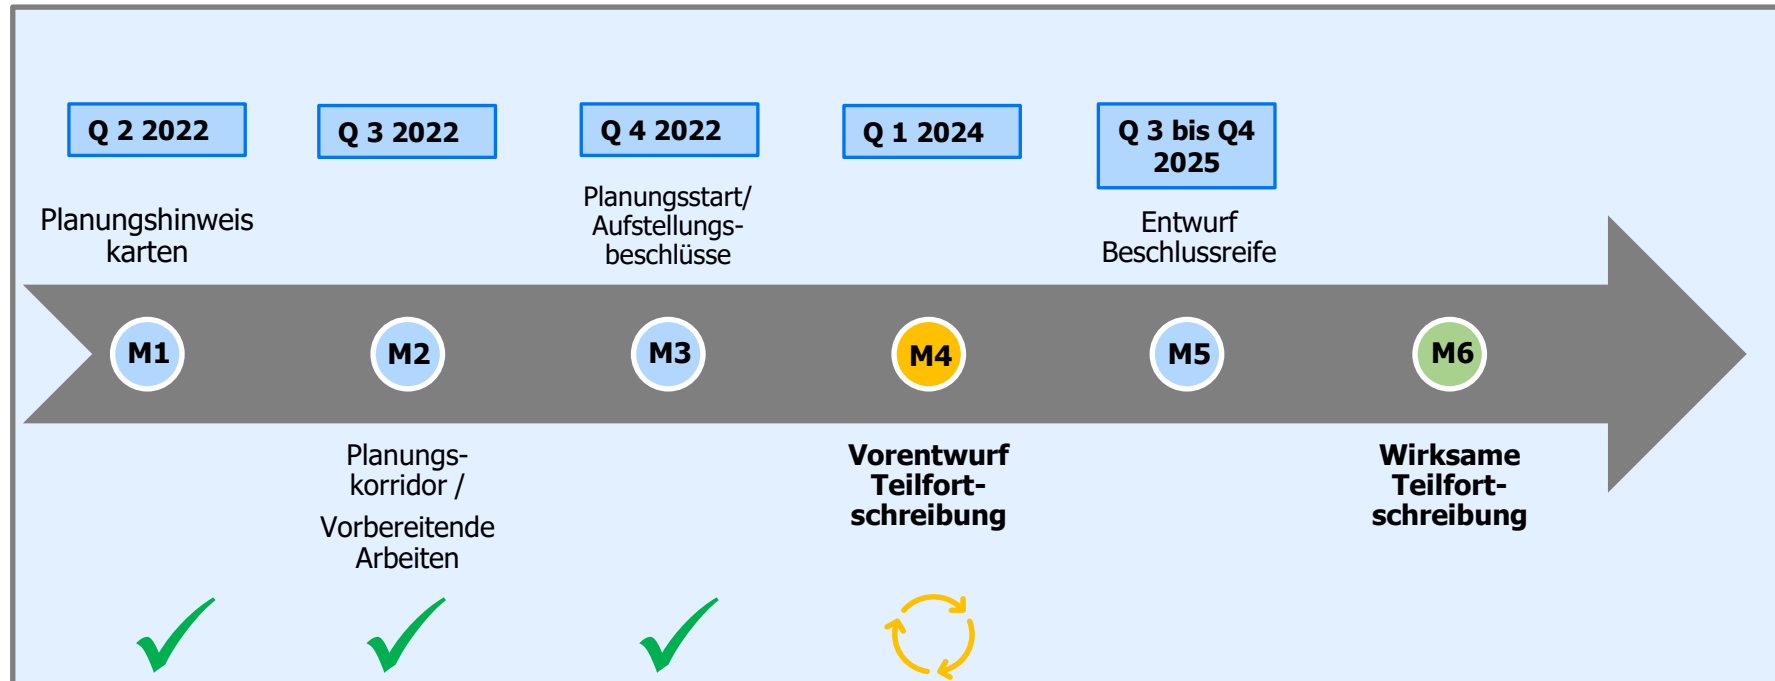 Q 2 2022
Q 3 2022
Q 4 2022
Q 1 2024
Q 3 bis Q4
2025
Planungshinweis
karten
Planungsstart/
Aufstellungs-
beschlüsse
Entwurf
Beschlussreife
M1
M2
M3
M4
M5
M6
Planungs-
korridor /
Vorbereitende
Arbeiten
Vorentwurf
Teilfort-
schreibung
Wirksame
Teilfort-
schreibung